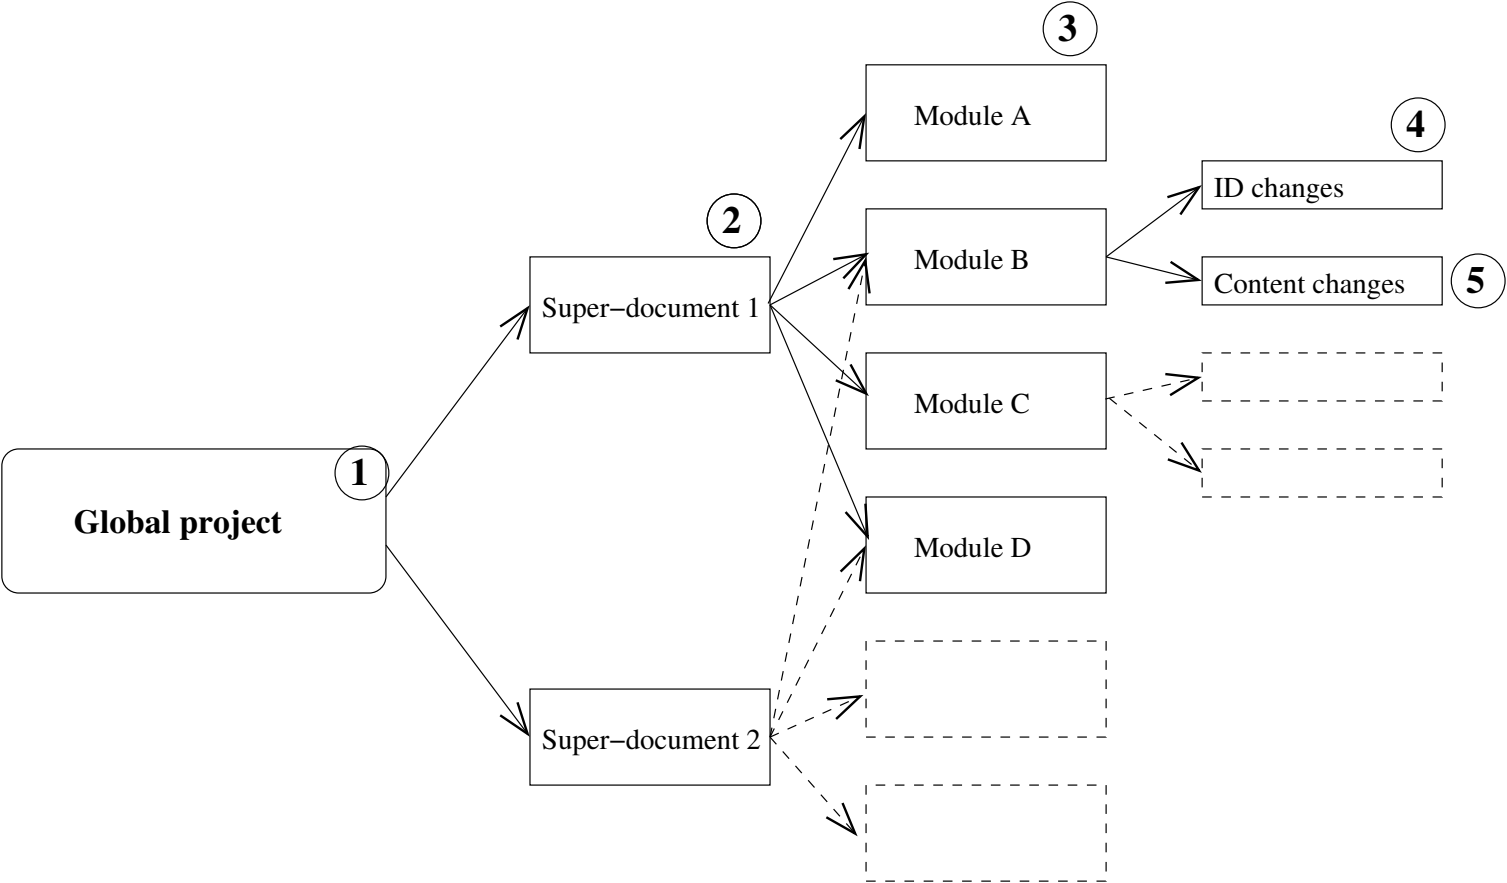 3
Module A
4
ID changes
2
Module B
Content changes
5
Super−document 1
Module C
1
Global project
Module D
Super−document 2